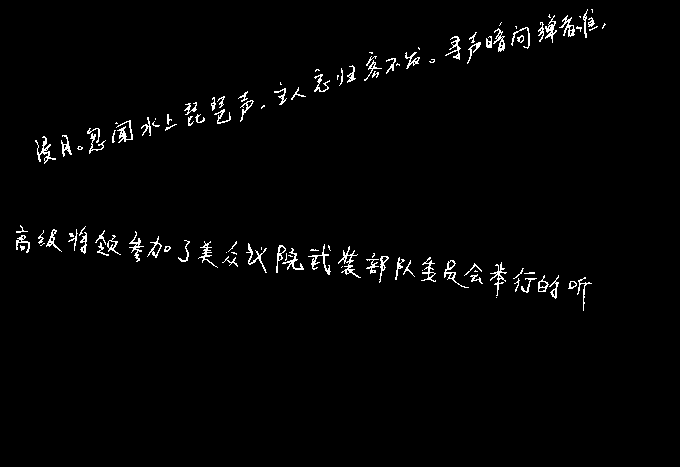 浸月。忽闻水上琵琶声,主人忘归客不发。寻声暗问弹者谁,
高级将领参加了美众议院武装部队委员会举行的听